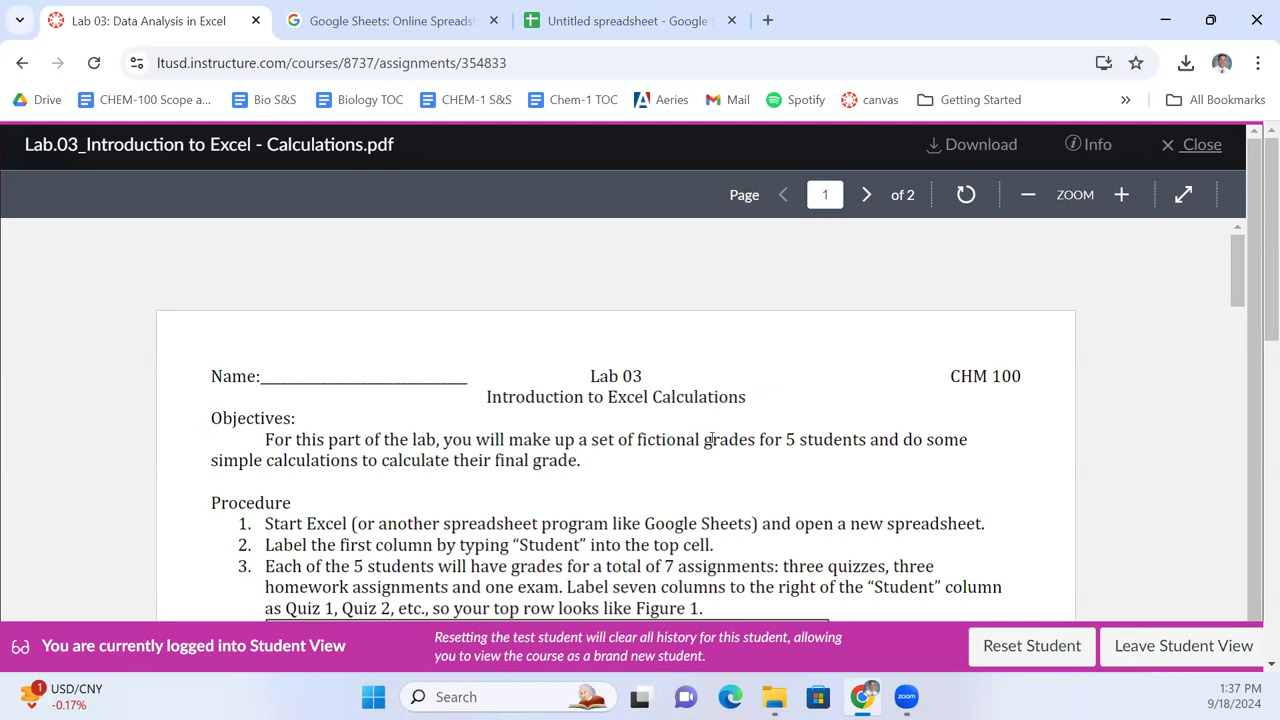 Lab 03: Data Analysis in Excel
Google Sheets: Online Spreads
Untitled spreadsheet - Google S
ltusd.instructure.com/courses/8737/assignments/354833
Drive
CHEM-100 Scope a...
Bio S&S
Biology TOC
CHEM-1 S&S
Chem-1 TOC
Aeries
Mail
Spotify
canvas
Getting Started
»
All Bookmarks
Lab.03_Introduction to Excel - Calculations.pdf
Download
Info
Close
Page
1
of 2
ZOOM
Name:______________________________ Lab 03 CHM 100
Introduction to Excel Calculations
Objectives:
For this part of the lab, you will make up a set of fictional grades for 5 students and do some
simple calculations to calculate their final grade.
Procedure
1. Start Excel (or another spreadsheet program like Google Sheets) and open a new spreadsheet.
2. Label the first column by typing “Student” into the top cell.
3. Each of the 5 students will have grades for a total of 7 assignments: three quizzes, three
homework assignments and one exam. Label seven columns to the right of the “Student” column
as Quiz 1, Quiz 2, etc., so your top row looks like Figure 1.
You are currently logged into Student View
Resetting the test student will clear all history for this student, allowing
you to view the course as a brand new student.
Reset Student
Leave Student View
1
USD/CNY
-0.17%
Search
zoom
1:37 PM
9/18/2024